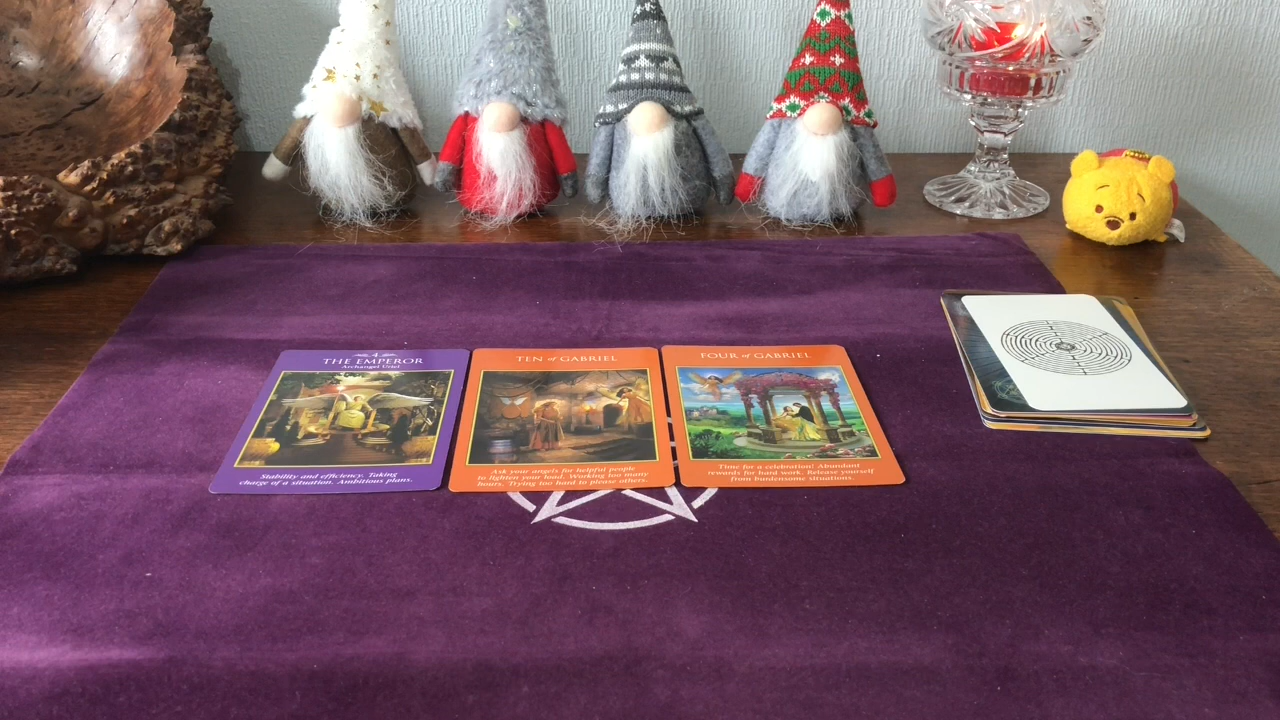 4
THE EMPEROR
Archangel Uriel
Stability and efficiency. Taking
charge of a situation. Ambitious plans.
TEN of GABRIEL
Ask your angels for helpful people
to lighten your load. Working too many
hours. Trying too hard to please others.
FOUR of GABRIEL
Time for a celebration! Abundant
rewards for hard work. Release yourself
from burdensome situations.